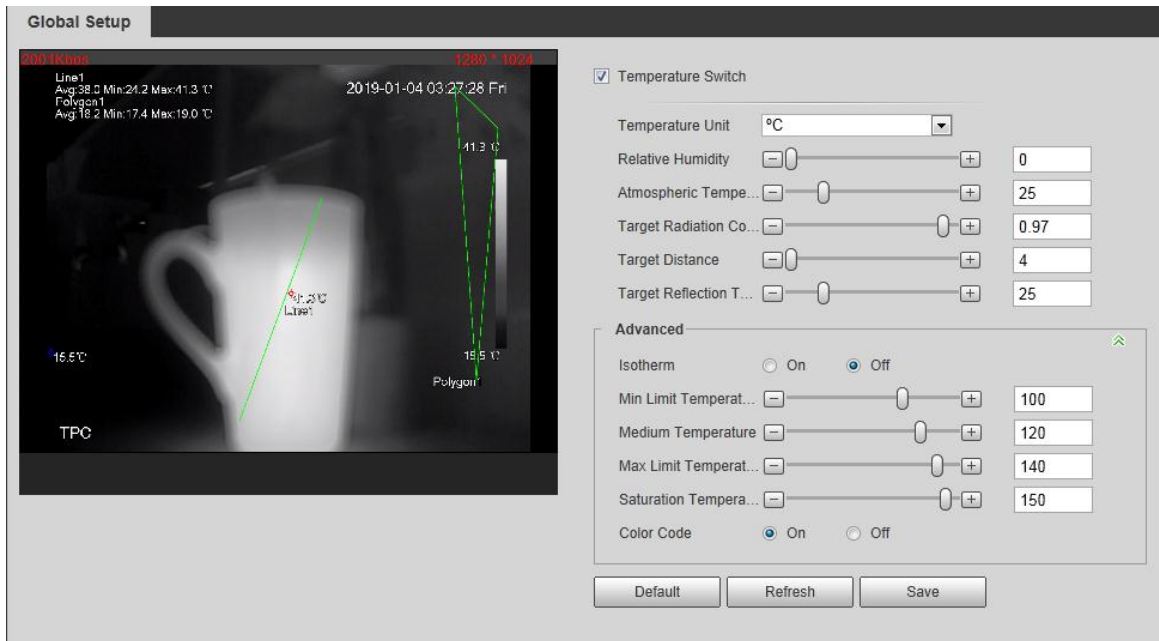 Global Setup
2001Kbps
1280 * 1024
Line1
Avg:38.0 Min:24.2 Max:41.3 ℃
Polygon1
Avg:18.2 Min:17.4 Max:19.0 ℃
2019-01-04 03:27:28 Fri
41.3 ℃
Line1
15.5℃
15.5 ℃
Polygon1
TPC
Temperature Switch
Temperature Unit
ºC
Relative Humidity
0
Atmospheric Tempe...
25
Target Radiation Co...
0.97
Target Distance
4
Target Reflection T...
25
Advanced
Isotherm
On
Off
Min Limit Temperat...
100
Medium Temperature
120
Max Limit Temperat...
140
Saturation Tempera...
150
Color Code
On
Off
Default
Refresh
Save